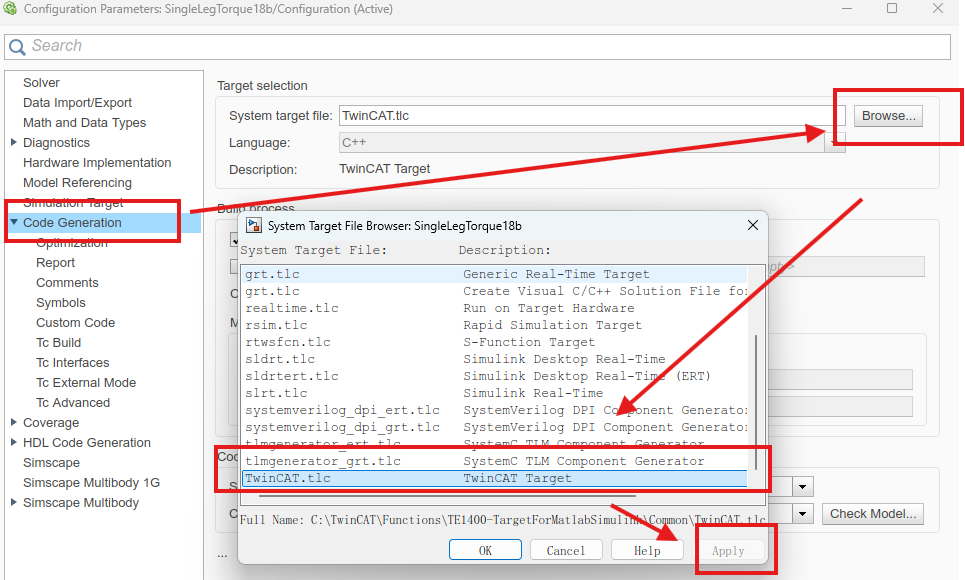 Configuration Parameters: SingleLegTorque18b/Configuration (Active)
Search
Solver
Data Import/Export
Math and Data Types
Diagnostics
Hardware Implementation
Model Referencing
Simulation Target
Code Generation
Optimization
Report
Comments
Symbols
Custom Code
Tc Build
Tc Interfaces
Tc External Mode
Tc Advanced
Coverage
HDL Code Generation
Simscape
Simscape Multibody 1G
Simscape Multibody
Target selection
System target file: TwinCAT.tlc Browse...
Language: C++
Description: TwinCAT Target
Build process
System Target File Browser: SingleLegTorque18b
System Target File: Description:
grt.tlc Generic Real-Time Target
grt.tlc Create Visual C/C++ Solution File for
realtime.tlc Run on Target Hardware
rsim.tlc Rapid Simulation Target
rtwsfcn.tlc S-Function Target
sldrt.tlc Simulink Desktop Real-Time
sldrtert.tlc Simulink Desktop Real-Time (ERT)
slrt.tlc Simulink Real-Time
systemverilog_dpi_ert.tlc SystemVerilog DPI Component Generator
systemverilog_dpi_grt.tlc SystemVerilog DPI Component Generator
tlmgenerator_ert.tlc SystemC TLM Component Generator
tlmgenerator_grt.tlc SystemC TLM Component Generator
TwinCAT.tlc TwinCAT Target
Full Name: C:\TwinCAT\Functions\TE1400-TargetForMatlabSimulink\Common\TwinCAT.tlc
OK Cancel Help Apply
Check Model...
...